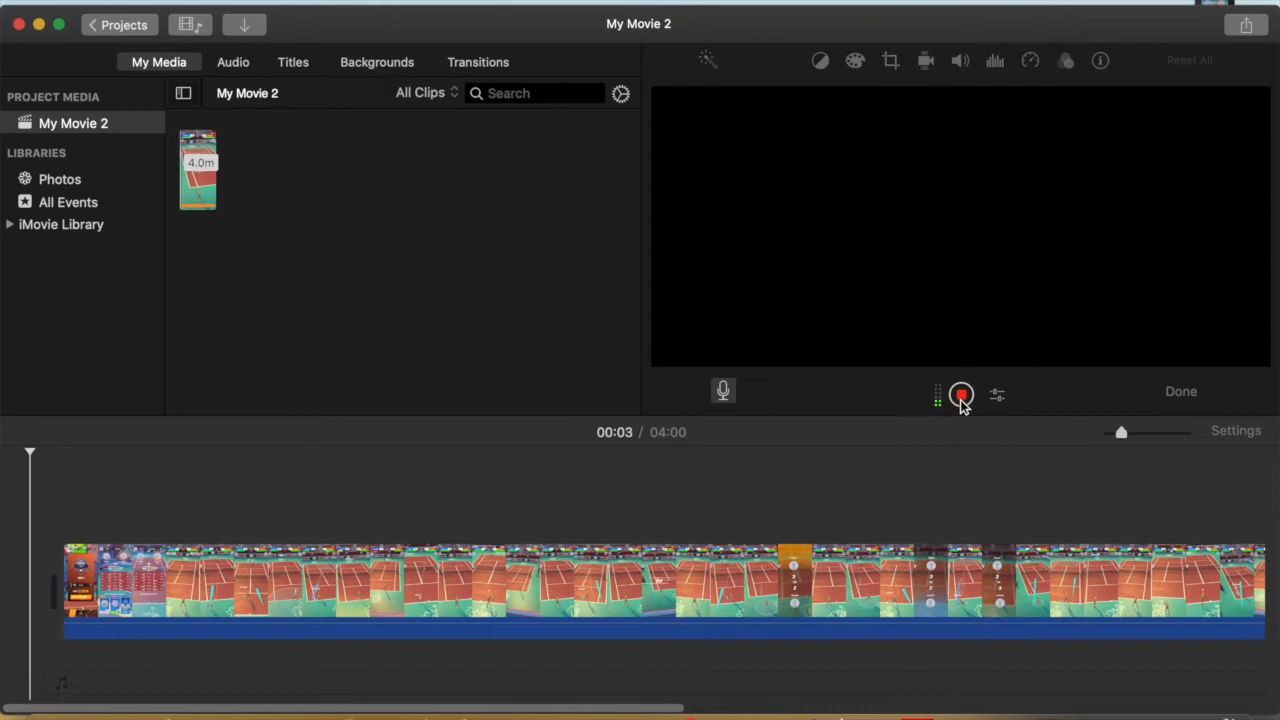 Projects
My Movie 2
My Media
Audio
Titles
Backgrounds
Transitions
Reset All
PROJECT MEDIA
My Movie 2
All Clips
Search
My Movie 2
LIBRARIES
Photos
All Events
iMovie Library
4.0m
Done
00:03 / 04:00
Settings